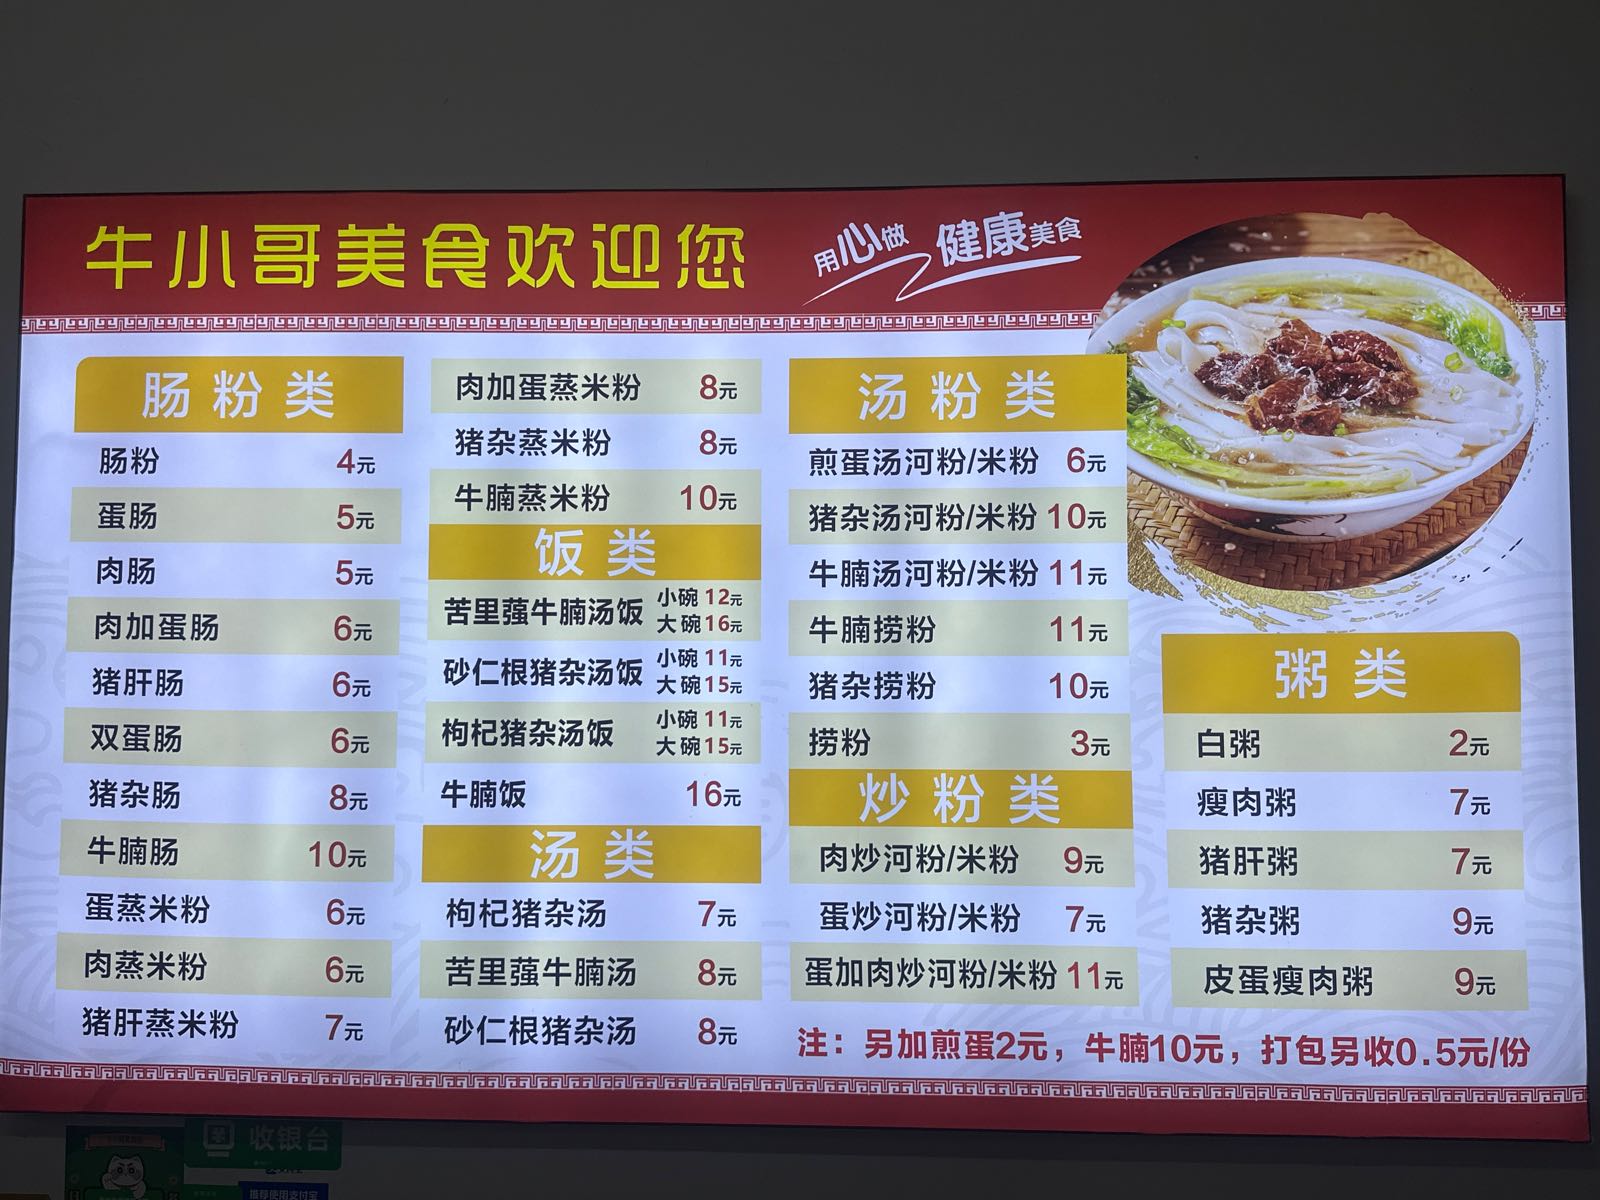 牛小哥美食欢迎您
用心做 健康美食
肠粉类
肠粉 4元
蛋肠 5元
肉肠 5元
肉加蛋肠 6元
猪肝肠 6元
双蛋肠 6元
猪杂肠 8元
牛腩肠 10元
蛋蒸米粉 6元
肉蒸米粉 6元
猪肝蒸米粉 7元
肉加蛋蒸米粉 8元
猪杂蒸米粉 8元
牛腩蒸米粉 10元
饭类
苦里蔃牛腩汤饭 小碗12元
大碗16元
砂仁根猪杂汤饭 小碗11元
大碗15元
枸杞猪杂汤饭 小碗11元
大碗15元
牛腩饭 16元
汤类
枸杞猪杂汤 7元
苦里蔃牛腩汤 8元
砂仁根猪杂汤 8元
汤粉类
煎蛋汤河粉/米粉 6元
猪杂汤河粉/米粉 10元
牛腩汤河粉/米粉 11元
牛腩捞粉 11元
猪杂捞粉 10元
捞粉 3元
炒粉类
肉炒河粉/米粉 9元
蛋炒河粉/米粉 7元
蛋加肉炒河粉/米粉 11元
粥类
白粥 2元
瘦肉粥 7元
猪肝粥 7元
猪杂粥 9元
皮蛋瘦肉粥 9元
注：另加煎蛋2元，牛腩10元，打包另收0.5元/份
收银台
推荐使用支付宝